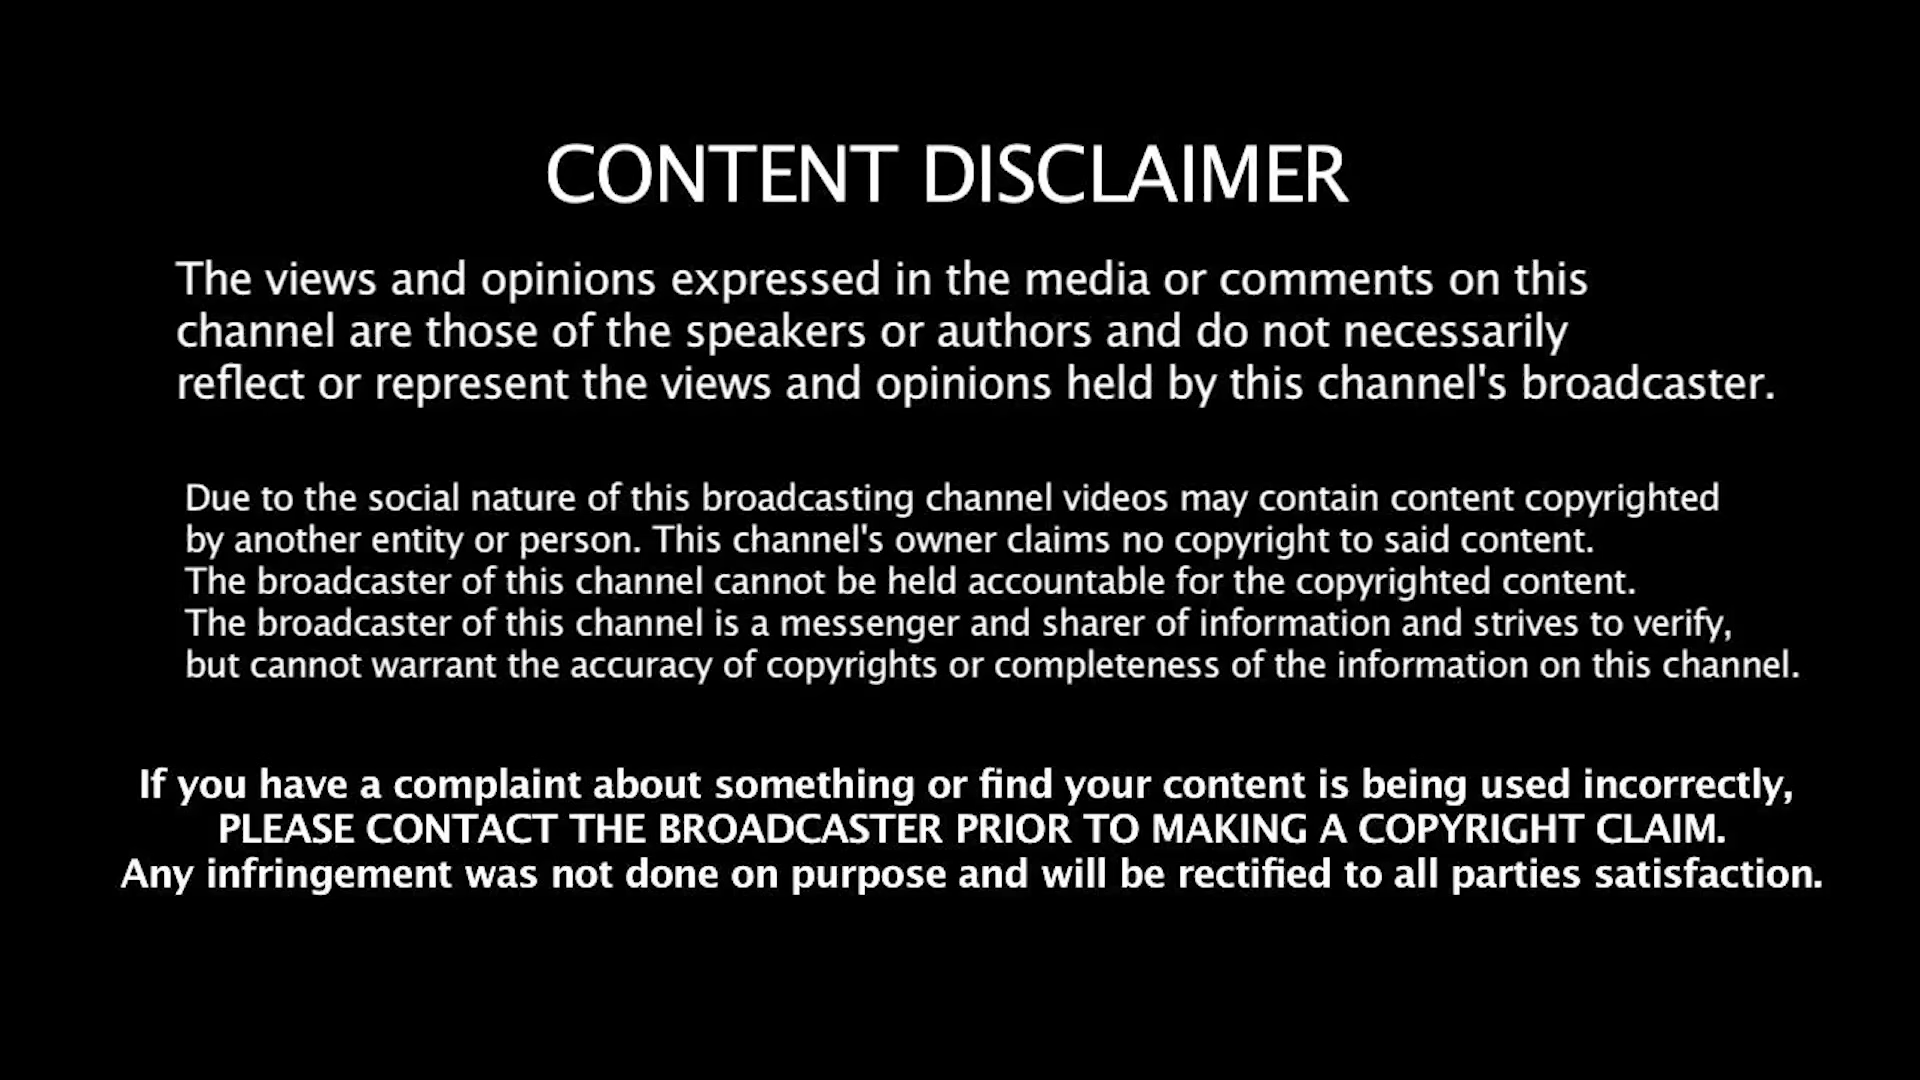 CONTENT DISCLAIMER
The views and opinions expressed in the media or comments on this
channel are those of the speakers or authors and do not necessarily
reflect or represent the views and opinions held by this channel's broadcaster.
Due to the social nature of this broadcasting channel videos may contain content copyrighted
by another entity or person. This channel's owner claims no copyright to said content.
The broadcaster of this channel cannot be held accountable for the copyrighted content.
The broadcaster of this channel is a messenger and sharer of information and strives to verify,
but cannot warrant the accuracy of copyrights or completeness of the information on this channel.
If you have a complaint about something or find your content is being used incorrectly,
PLEASE CONTACT THE BROADCASTER PRIOR TO MAKING A COPYRIGHT CLAIM.
Any infringement was not done on purpose and will be rectified to all parties satisfaction.